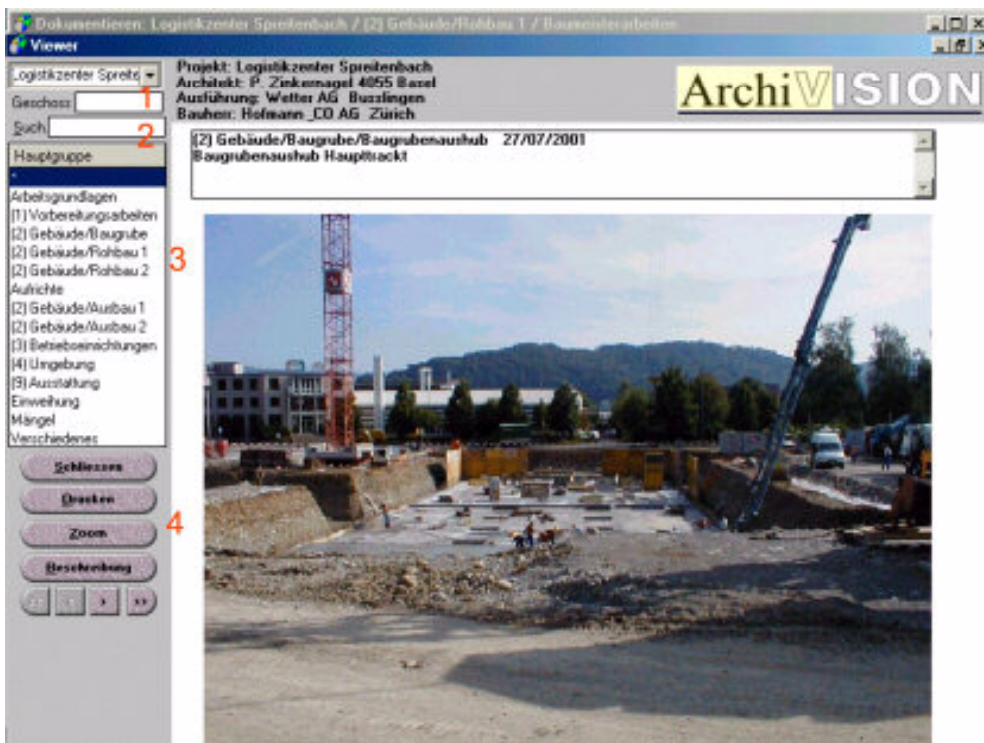 Dokumentieren: Logistikzenter Spreitenbach / (2) Gebäude/Rohbau 1 / Baumeisterarbeiten
Viewer
Logistikzenter Spreite
Projekt: Logistikzenter Spreitenbach
Architekt: P. Zinkernagel 4055 Basel
Ausführung: Wetter AG Busslingen
Bauherr: Hofmann_CO AG Zürich
ArchiVISION
1
Geschoss
Such
2
(2) Gebäude/Baugrube/Baugrubenaushub 27/07/2001
Baugrubenaushub Haupttrackt
Hauptgruppe
*
Arbeitsgrundlagen
(1) Vorbereitungsarbeiten
(2) Gebäude/Baugrube
(2) Gebäude/Rohbau 1
(2) Gebäude/Rohbau 2
Aufrichte
(2) Gebäude/Ausbau 1
(2) Gebäude/Ausbau 2
(3) Betriebseinichtungen
(4) Umgebung
(9) Ausstattung
Einweihung
Mängel
Verschiedenes
3
Schliessen
Drucken
Zoom
4
Beschreibung
<< < > >>